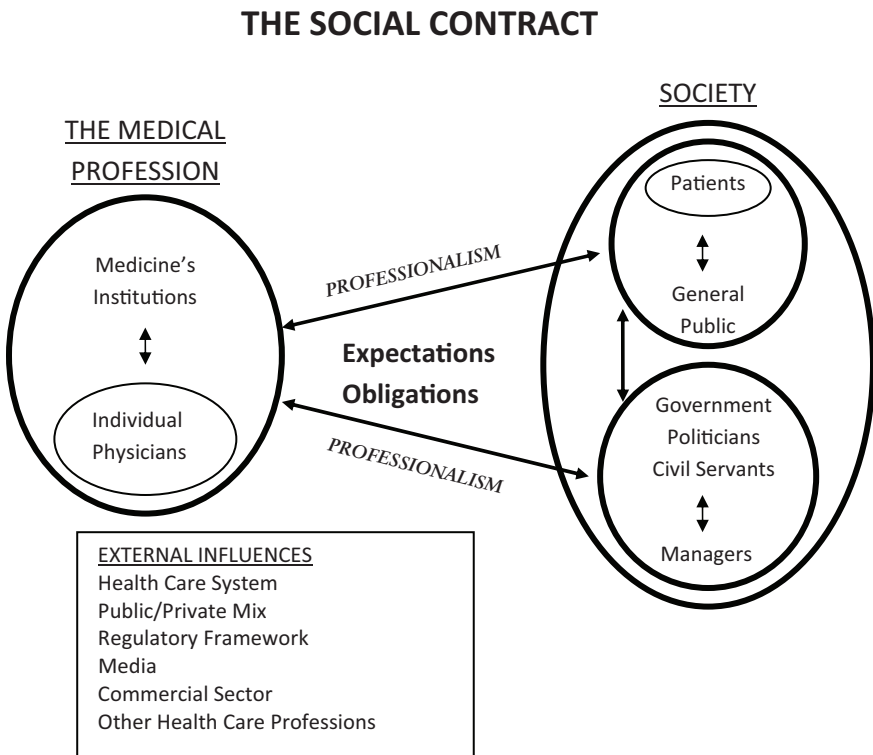 THE SOCIAL CONTRACT
THE MEDICAL
PROFESSION
Medicine’s
Institutions
Individual
Physicians
PROFESSIONALISM
Expectations
Obligations
PROFESSIONALISM
SOCIETY
Patients
General
Public
Government
Politicians
Civil Servants
Managers
EXTERNAL INFLUENCES
Health Care System
Public/Private Mix
Regulatory Framework
Media
Commercial Sector
Other Health Care Professions